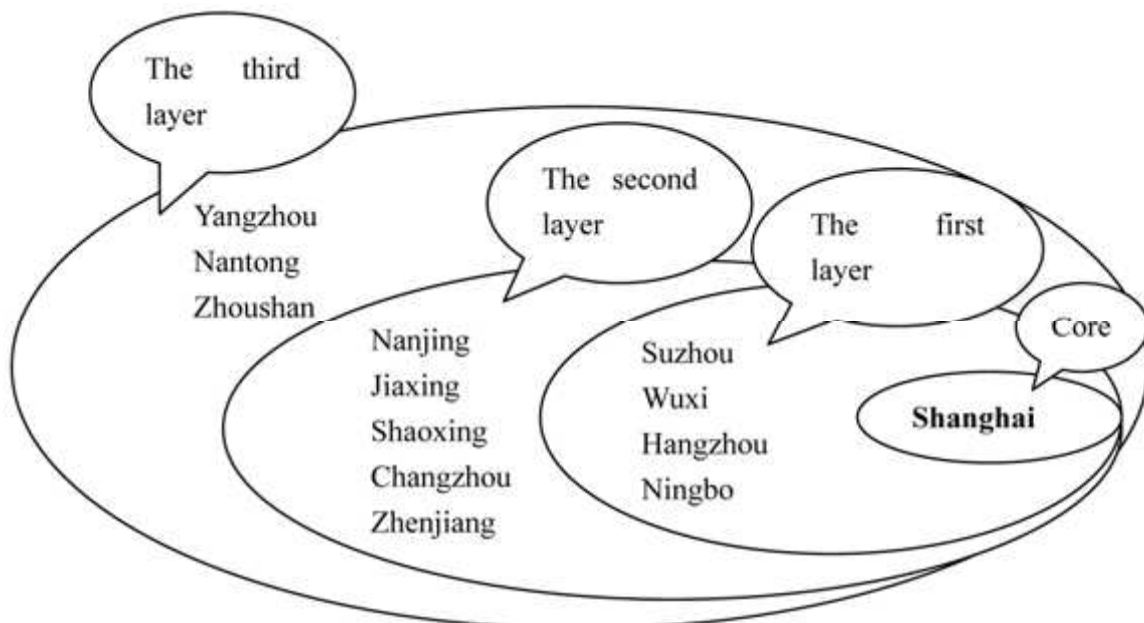 The third
layer
The second
layer
The first
layer
Core
Yangzhou
Nantong
Zhoushan
Nanjing
Jiaxing
Shaoxing
Changzhou
Zhenjiang
Suzhou
Wuxi
Hangzhou
Ningbo
Shanghai